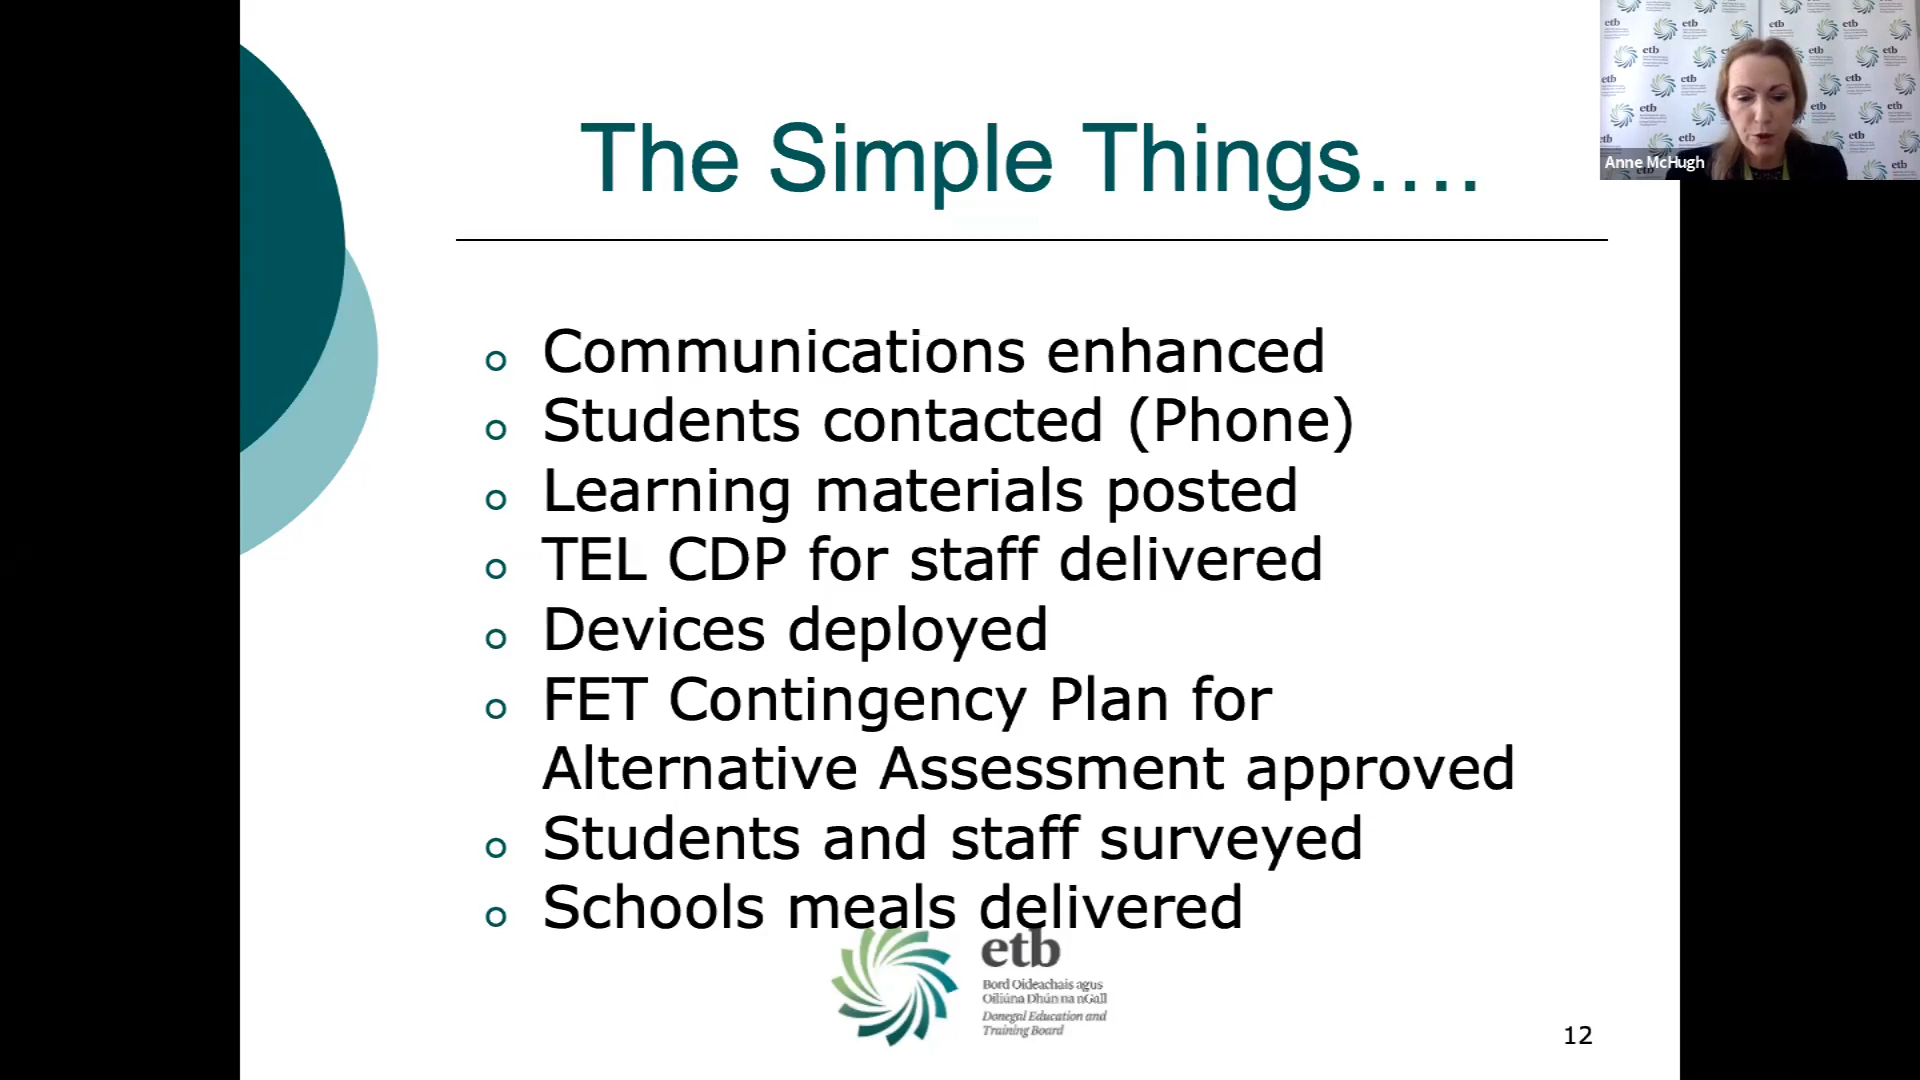 The Simple Things....
Anne McHugh
Communications enhanced
Students contacted (Phone)
Learning materials posted
TEL CDP for staff delivered
Devices deployed
FET Contingency Plan for
Alternative Assessment approved
Students and staff surveyed
Schools meals delivered
etb
Bord Oideachais agus
Oiliúna Dhún na nGall
Donegal Education and
Training Board
12